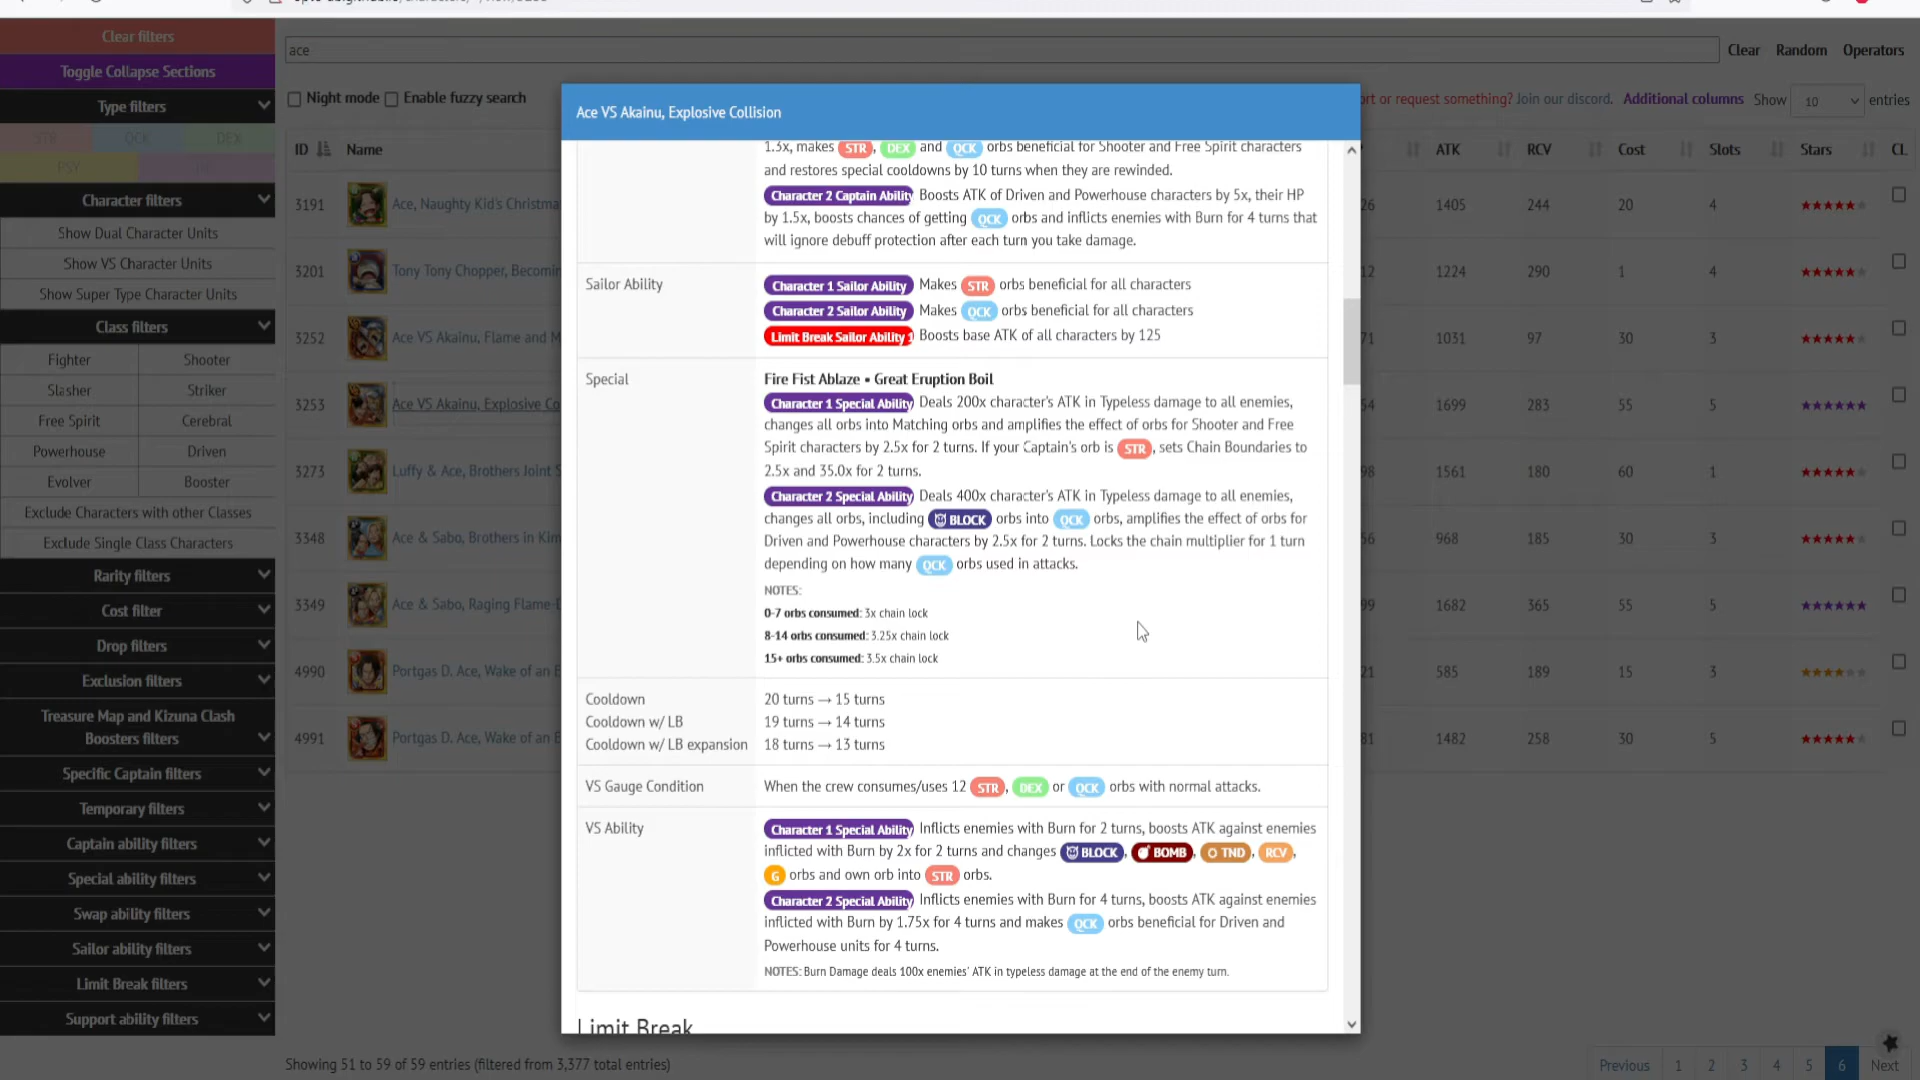 Clear filters
Toggle Collapse Sections
Type filters
STR QCK DEX
PSY INT
Character filters
Show Dual Character Units
Show VS Character Units
Show Super Type Character Units
Class filters
Fighter Shooter
Slasher Striker
Free Spirit Cerebral
Powerhouse Driven
Evolver Booster
Exclude Characters with other Classes
Exclude Single Class Characters
Rarity filters
Cost filter
Drop filters
Exclusion filters
Treasure Map and Kizuna Clash
Boosters filters
Specific Captain filters
Temporary filters
Captain ability filters
Special ability filters
Swap ability filters
Sailor ability filters
Limit Break filters
Support ability filters
ace
Clear Random Operators
Night mode Enable fuzzy search
ort or request something? Join our discord. Additional columns Show 10 entries
ID Name ATK RCV Cost Slots Stars CL
3191 Ace, Naughty Kid's Christma 26 1405 244 20 4 ★★★★★★
3201 Tony Tony Chopper, Becomin 12 1224 290 1 4 ★★★★★★
3252 Ace VS Akainu, Flame and M 71 1031 97 30 3 ★★★★★★
3253 Ace VS Akainu, Explosive Co 54 1699 283 55 5 ★★★★★★
3273 Luffy & Ace, Brothers Joint S 98 1561 180 60 1 ★★★★★★
3348 Ace & Sabo, Brothers in Kim 56 968 185 30 3 ★★★★★★
3349 Ace & Sabo, Raging Flame-D 99 1682 365 55 5 ★★★★★★
4990 Portgas D. Ace, Wake of an E 21 585 189 15 3 ★★★★★★
4991 Portgas D. Ace, Wake of an E 81 1482 258 30 5 ★★★★★★
Showing 51 to 59 of 59 entries (filtered from 3,377 total entries)
Previous 1 2 3 4 5 6 Next
Ace VS Akainu, Explosive Collision
1.3x, makes STR, DEX and QCK orbs beneficial for Shooter and Free Spirit characters
and restores special cooldowns by 10 turns when they are rewinded.
Character 2 Captain Ability Boosts ATK of Driven and Powerhouse characters by 5x, their HP
by 1.5x, boosts chances of getting QCK orbs and inflicts enemies with Burn for 4 turns that
will ignore debuff protection after each turn you take damage.
Sailor Ability
Character 1 Sailor Ability Makes STR orbs beneficial for all characters
Character 2 Sailor Ability Makes QCK orbs beneficial for all characters
Limit Break Sailor Ability 1 Boosts base ATK of all characters by 125
Special
Fire Fist Ablaze • Great Eruption Boil
Character 1 Special Ability Deals 200x character's ATK in Typeless damage to all enemies,
changes all orbs into Matching orbs and amplifies the effect of orbs for Shooter and Free
Spirit characters by 2.5x for 2 turns. If your Captain's orb is STR, sets Chain Boundaries to
2.5x and 35.0x for 2 turns.
Character 2 Special Ability Deals 400x character's ATK in Typeless damage to all enemies,
changes all orbs, including BLOCK orbs into QCK orbs, amplifies the effect of orbs for
Driven and Powerhouse characters by 2.5x for 2 turns. Locks the chain multiplier for 1 turn
depending on how many QCK orbs used in attacks.
NOTES:
0-7 orbs consumed: 3x chain lock
8-14 orbs consumed: 3.25x chain lock
15+ orbs consumed: 3.5x chain lock
Cooldown 20 turns → 15 turns
Cooldown w/ LB 19 turns → 14 turns
Cooldown w/ LB expansion 18 turns → 13 turns
VS Gauge Condition When the crew consumes/uses 12 STR, DEX or QCK orbs with normal attacks.
VS Ability
Character 1 Special Ability Inflicts enemies with Burn for 2 turns, boosts ATK against enemies
inflicted with Burn by 2x for 2 turns and changes BLOCK, BOMB, TND, RCV,
G orbs and own orb into STR orbs.
Character 2 Special Ability Inflicts enemies with Burn for 4 turns, boosts ATK against enemies
inflicted with Burn by 1.75x for 4 turns and makes QCK orbs beneficial for Driven and
Powerhouse units for 4 turns.
NOTES: Burn Damage deals 100x enemies' ATK in typeless damage at the end of the enemy turn.
Limit Break